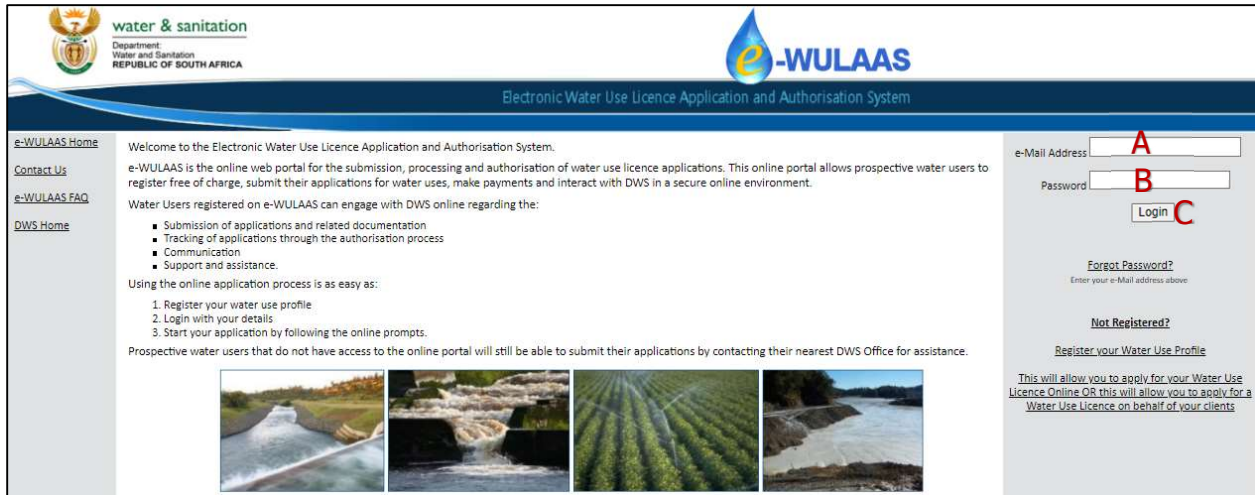 water & sanitation
Department:
Water and Sanitation
REPUBLIC OF SOUTH AFRICA
e-WULAAS
Electronic Water Use Licence Application and Authorisation System
e-WULAAS Home
Contact Us
e-WULAAS FAQ
DWS Home
Welcome to the Electronic Water Use Licence Application and Authorisation System.
e-WULAAS is the online web portal for the submission, processing and authorisation of water use licence applications. This online portal allows prospective water users to
register free of charge, submit their applications for water uses, make payments and interact with DWS in a secure online environment.
Water Users registered on e-WULAAS can engage with DWS online regarding the:
▪ Submission of applications and related documentation
▪ Tracking of applications through the authorisation process
▪ Communication
▪ Support and assistance.
Using the online application process is as easy as:
1. Register your water use profile
2. Login with your details
3. Start your application by following the online prompts.
Prospective water users that do not have access to the online portal will still be able to submit their applications by contacting their nearest DWS Office for assistance.
e-Mail Address A
Password B
Login C
Forgot Password?
Enter your e-Mail address above
Not Registered?
Register your Water Use Profile
This will allow you to apply for your Water Use
Licence Online OR this will allow you to apply for a
Water Use Licence on behalf of your clients